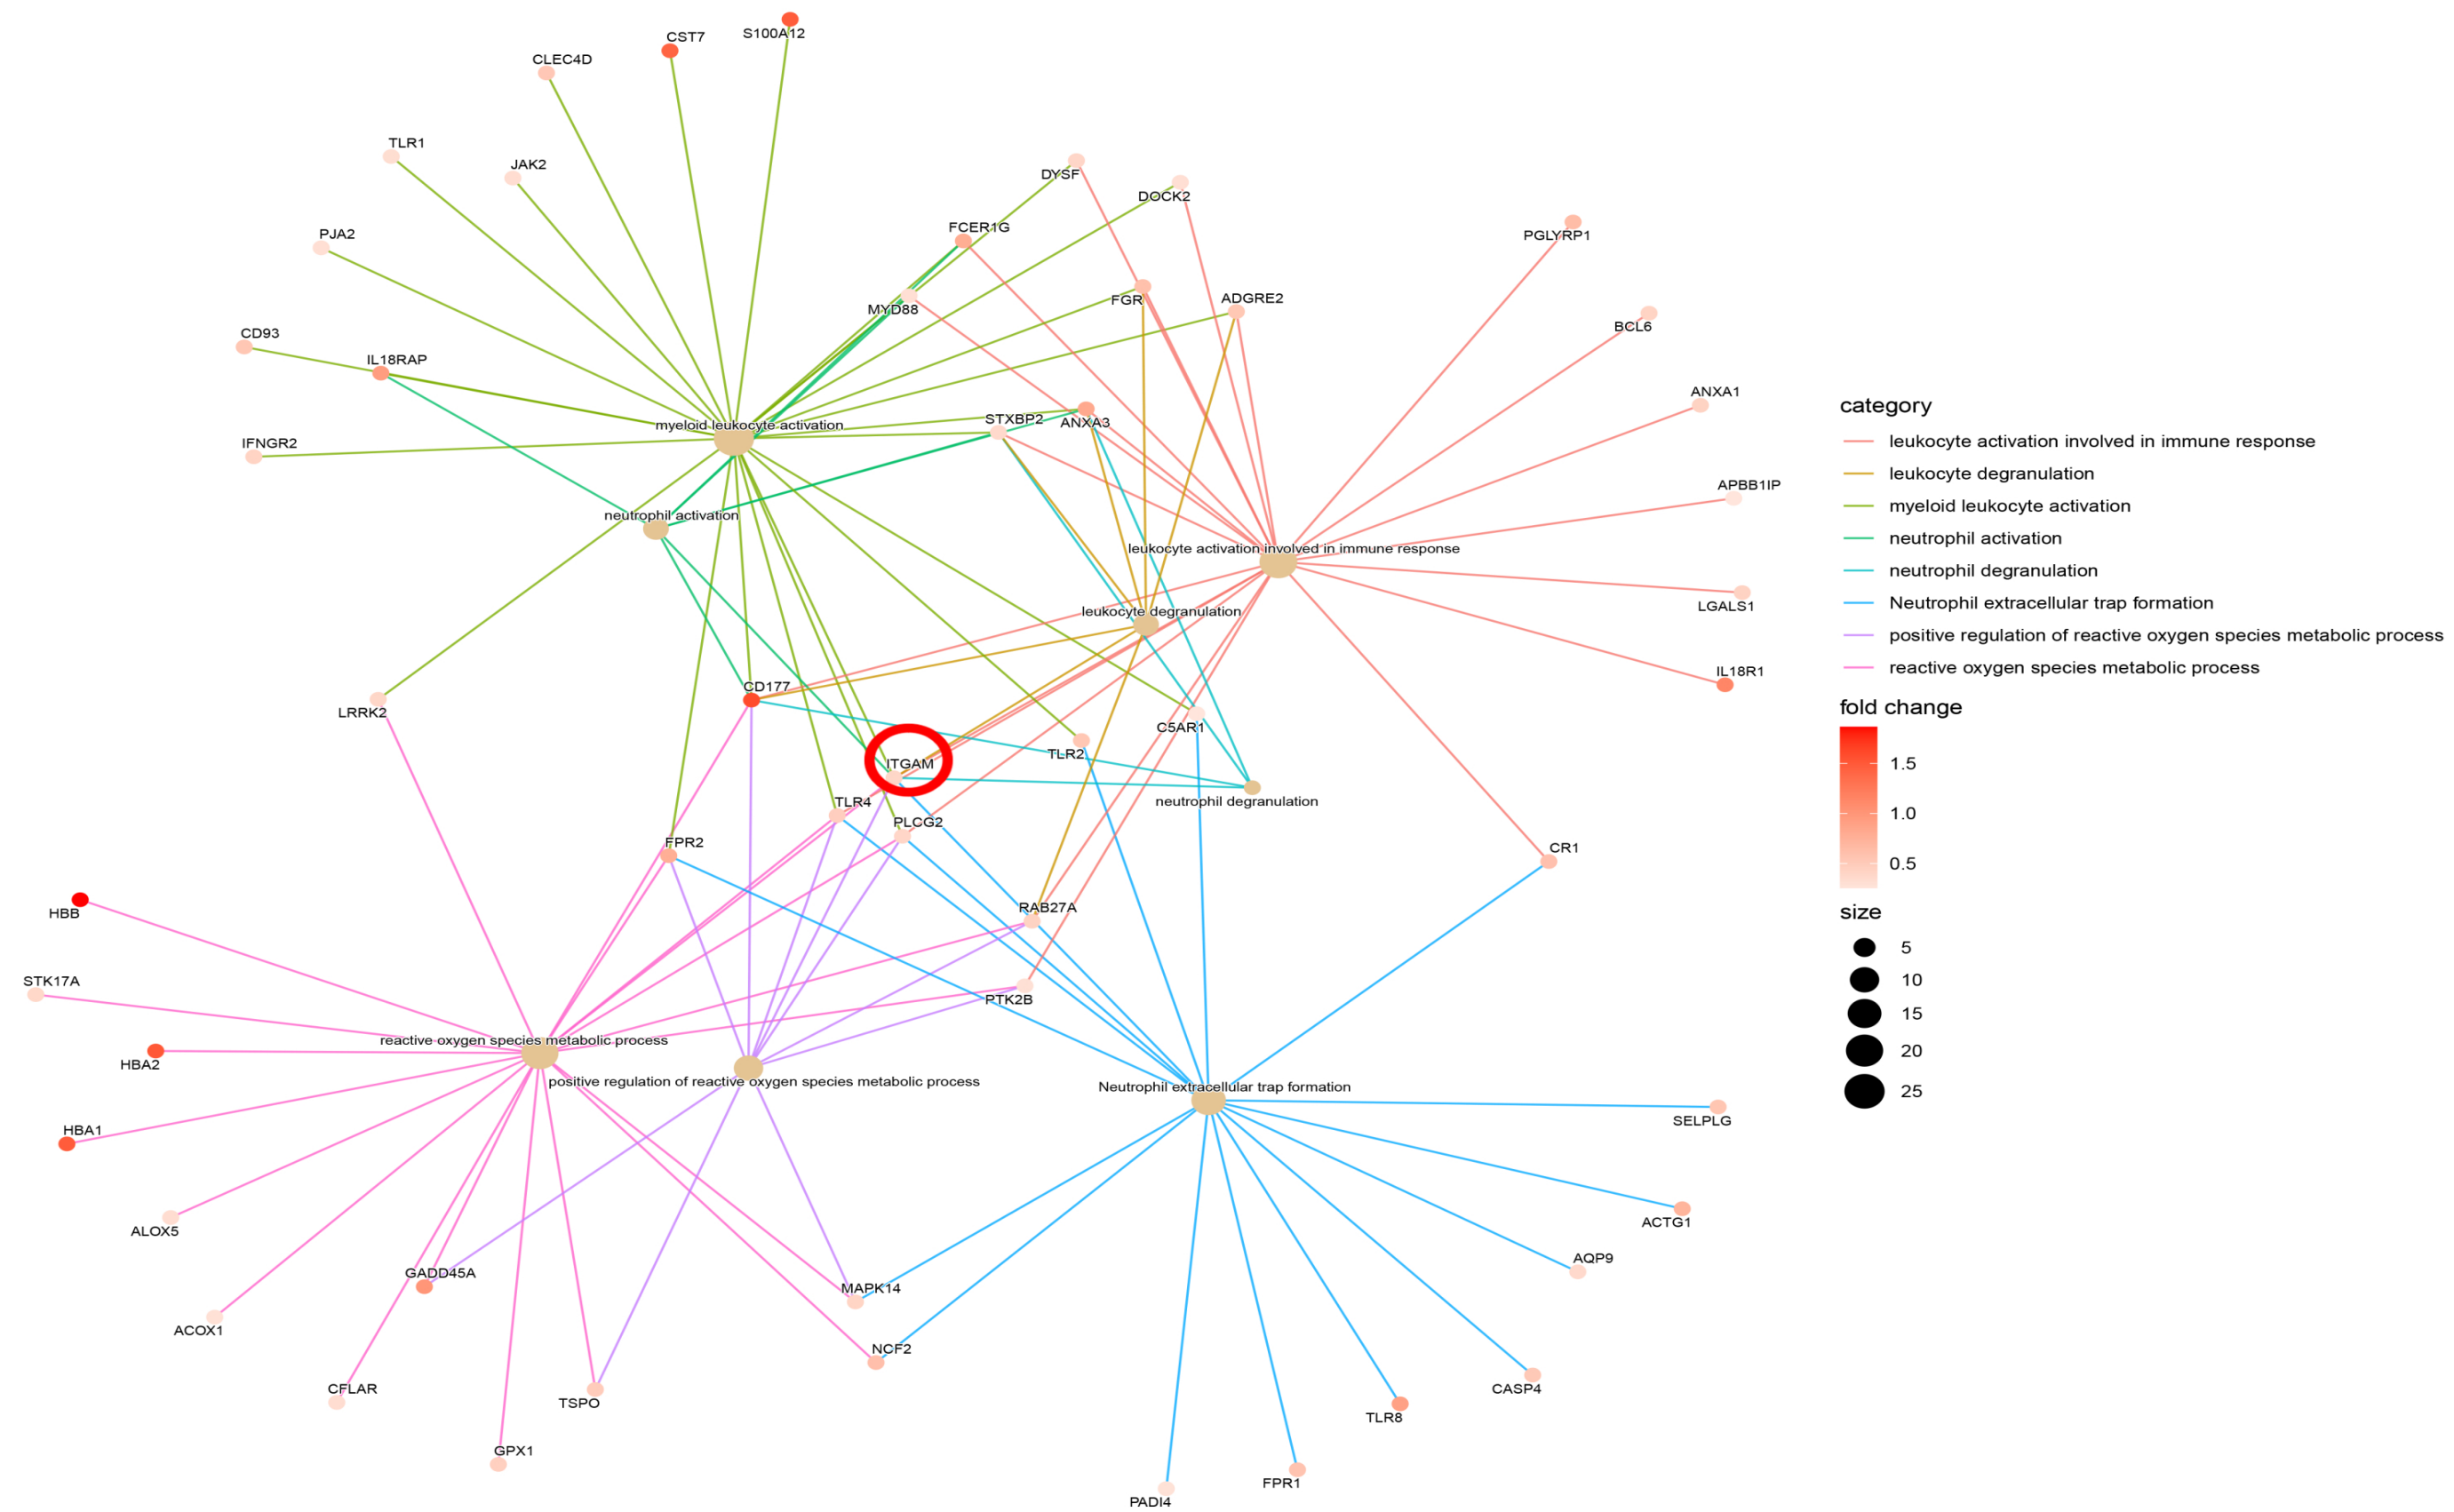 S100A12
CST7
CLEC4D
TLR1
JAK2
DYSF
DOCK2
PJA2
FCER1G
PGLYRP1
MYD88
FGR
ADGRE2
BCL6
CD93
IL18RAP
ANXA1
STXBP2
ANXA3
myeloid leukocyte activation
IFNGR2
APBB1IP
neutrophil activation
leukocyte activation involved in immune response
LGALS1
leukocyte degranulation
IL18R1
CD177
LRRK2
C5AR1
TLR2
ITGAM
TLR4
neutrophil degranulation
PLCG2
FPR2
CR1
HBB
RAB27A
STK17A
PTK2B
reactive oxygen species metabolic process
HBA2
positive regulation of reactive oxygen species metabolic process
Neutrophil extracellular trap formation
SELPLG
HBA1
ALOX5
ACTG1
AQP9
GADD45A
MAPK14
ACOX1
NCF2
CFLAR
TSPO
CASP4
TLR8
GPX1
FPR1
PADI4
category
leukocyte activation involved in immune response
leukocyte degranulation
myeloid leukocyte activation
neutrophil activation
neutrophil degranulation
Neutrophil extracellular trap formation
positive regulation of reactive oxygen species metabolic process
reactive oxygen species metabolic process
fold change
1.5
1.0
0.5
size
5
10
15
20
25